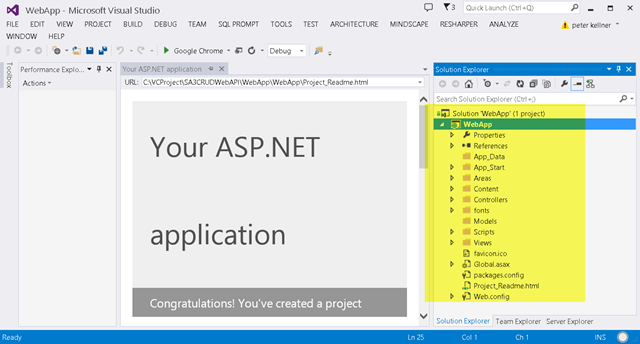 WebApp - Microsoft Visual Studio
3
Quick Launch (Ctrl+Q)
FILE EDIT VIEW PROJECT BUILD DEBUG TEAM SQL PROMPT TOOLS TEST ARCHITECTURE MINDSCAPE RESHARPER ANALYZE
peter kellner
WINDOW HELP
Google Chrome
Debug
Toolbox
Performance Explo...
Actions
Your ASP.NET application
URL: C:\VCProject\SA3CRUDWebAPI\WebApp\WebApp\Project_Readme.html
Your ASP.NET
application
Congratulations! You've created a project
Solution Explorer
Search Solution Explorer (Ctrl+;)
Solution 'WebApp' (1 project)
WebApp
Properties
References
App_Data
App_Start
Areas
Content
Controllers
fonts
Models
Scripts
Views
favicon.ico
Global.asax
packages.config
Project_Readme.html
Web.config
Solution Explorer Team Explorer Server Explorer
Ready
Ln 25
Col 1
Ch 1
INS